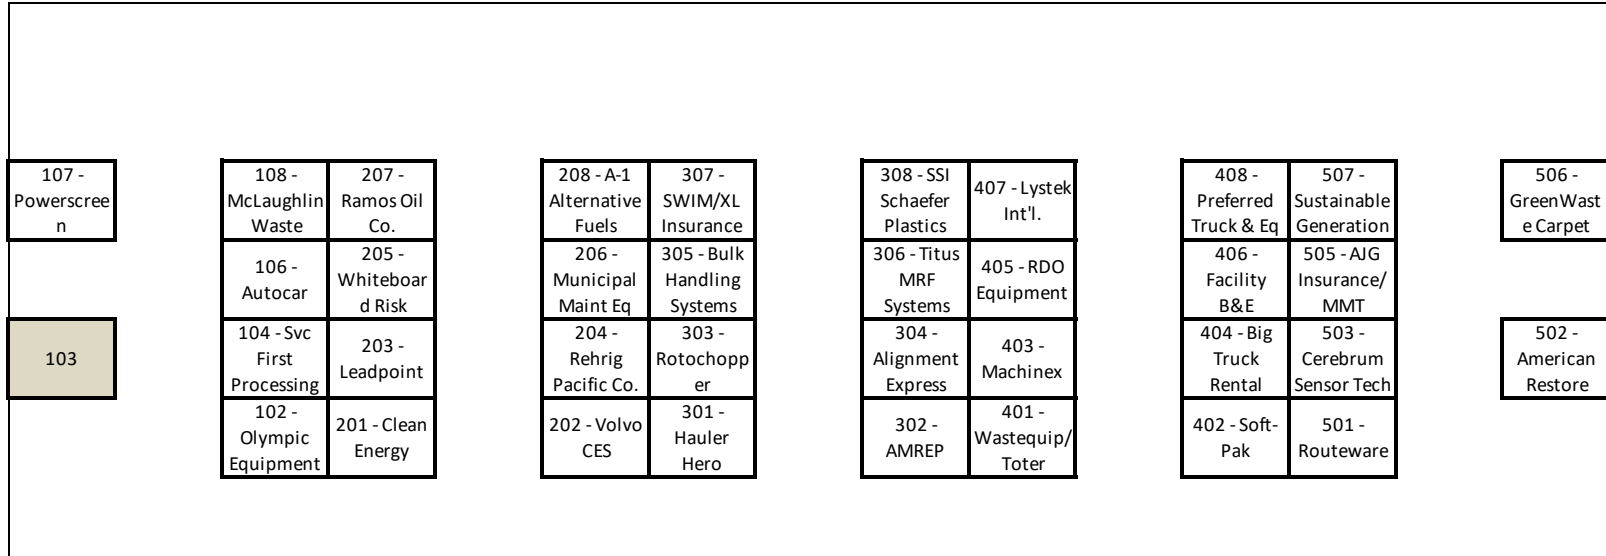 107 -
Powerscree
n
108 -
McLaughlin
Waste
207 -
Ramos Oil
Co.
208 - A-1
Alternative
Fuels
307 -
SWIM/XL
Insurance
308 - SSI
Schaefer
Plastics
407 - Lystek
Int'l.
408 -
Preferred
Truck & Eq
507 -
Sustainable
Generation
506 -
GreenWast
e Carpet
106 -
Autocar
205 -
Whiteboar
d Risk
206 -
Municipal
Maint Eq
305 - Bulk
Handling
Systems
306 - Titus
MRF
Systems
405 - RDO
Equipment
406 -
Facility
B&E
505 - AJG
Insurance/
MMT
103
104 - Svc
First
Processing
203 -
Leadpoint
204 -
Rehrig
Pacific Co.
303 -
Rotochopp
er
304 -
Alignment
Express
403 -
Machinex
404 - Big
Truck
Rental
503 -
Cerebrum
Sensor Tech
502 -
American
Restore
102 -
Olympic
Equipment
201 - Clean
Energy
202 - Volvo
CES
301 -
Hauler
Hero
302 -
AMREP
401 -
Wastequip/
Toter
402 - Soft-
Pak
501 -
Routeware